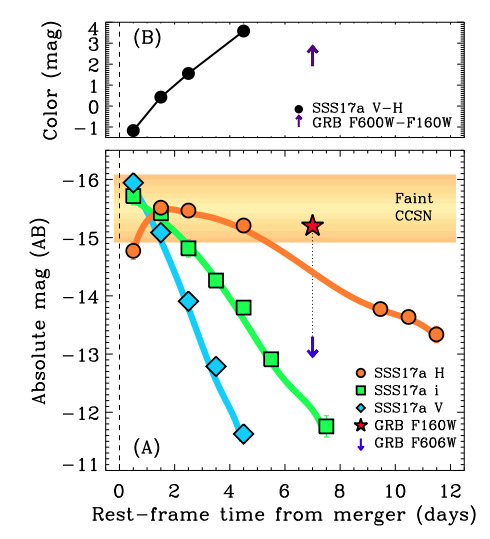 (B)
Color (mag)
4
3
2
1
0
−1
SSS17a V−H
GRB F600W−F160W
Absolute mag (AB)
−16
−15
−14
−13
−12
−11
Faint
CCSN
SSS17a H
SSS17a i
SSS17a V
GRB F160W
GRB F606W
(A)
0 2 4 6 8 10 12
Rest−frame time from merger (days)